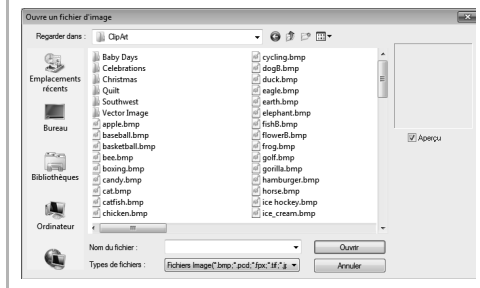 Ouvre un fichier d'image
Regarder dans :
ClipArt
Emplacements récents
Bureau
Bibliothèques
Ordinateur
Baby Days
Celebrations
Christmas
Quilt
Southwest
Vector Image
apple.bmp
baseball.bmp
basketball.bmp
bee.bmp
boxing.bmp
candy.bmp
cat.bmp
catfish.bmp
chicken.bmp
cycling.bmp
dogB.bmp
duck.bmp
eagle.bmp
earth.bmp
elephant.bmp
fishB.bmp
flowerB.bmp
frog.bmp
golf.bmp
gorilla.bmp
hamburger.bmp
horse.bmp
ice hockey.bmp
ice_cream.bmp
Aperçu
Nom du fichier :
Ouvrir
Types de fichiers :
Fichiers Image(*.bmp;*.pcd;*.fpx;*.tif;*.j
Annuler